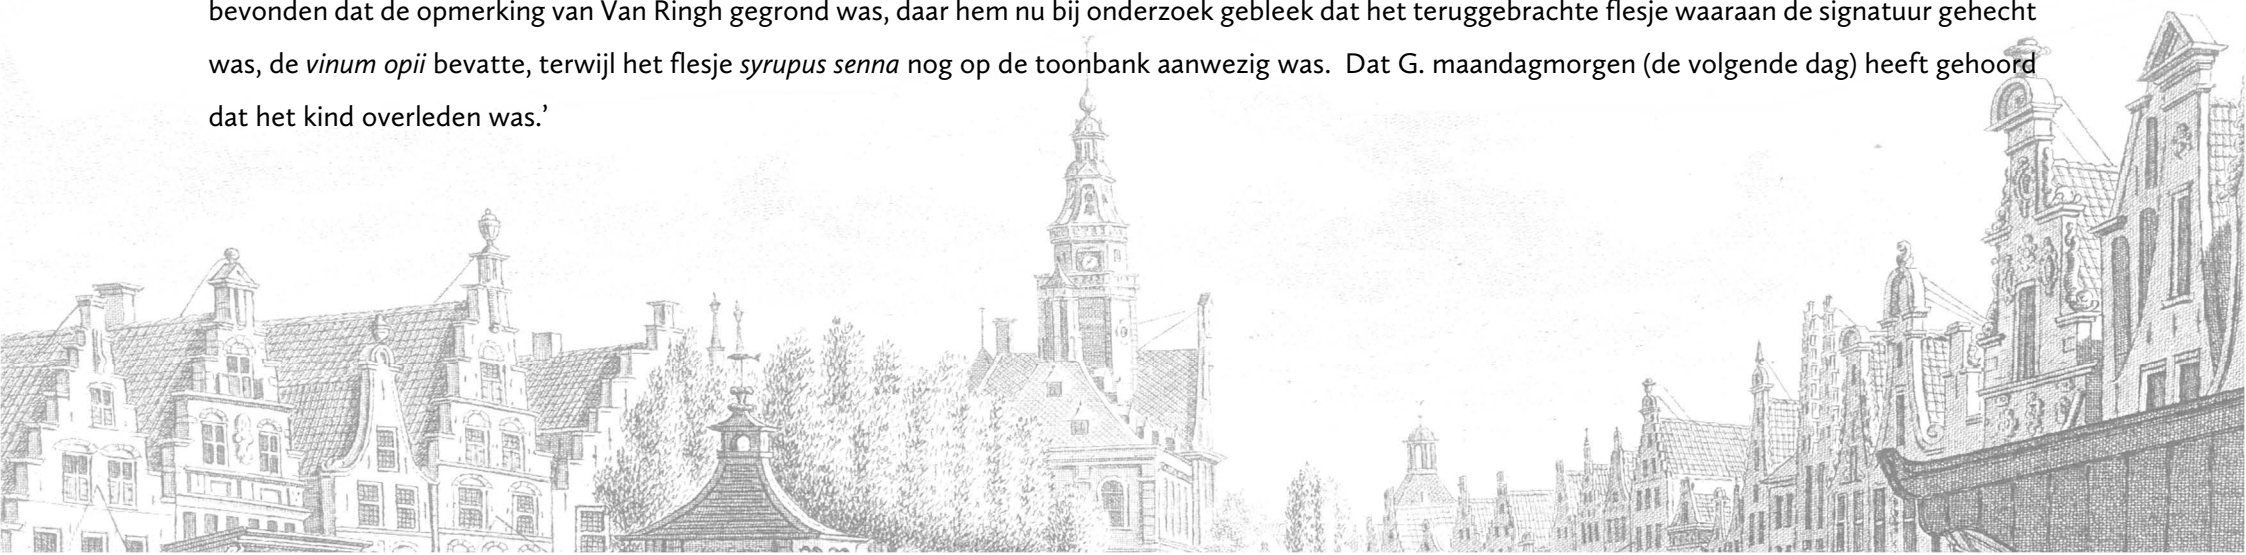 bevonden dat de opmerking van Van Ringh gegrond was, daar hem nu bij onderzoek gebleek dat het teruggebrachte flesje waaraan de signatuur gehecht
was, de vinum opii bevatte, terwijl het flesje syrupus senna nog op de toonbank aanwezig was. Dat G. maandagmorgen (de volgende dag) heeft gehoord
dat het kind overleden was.’